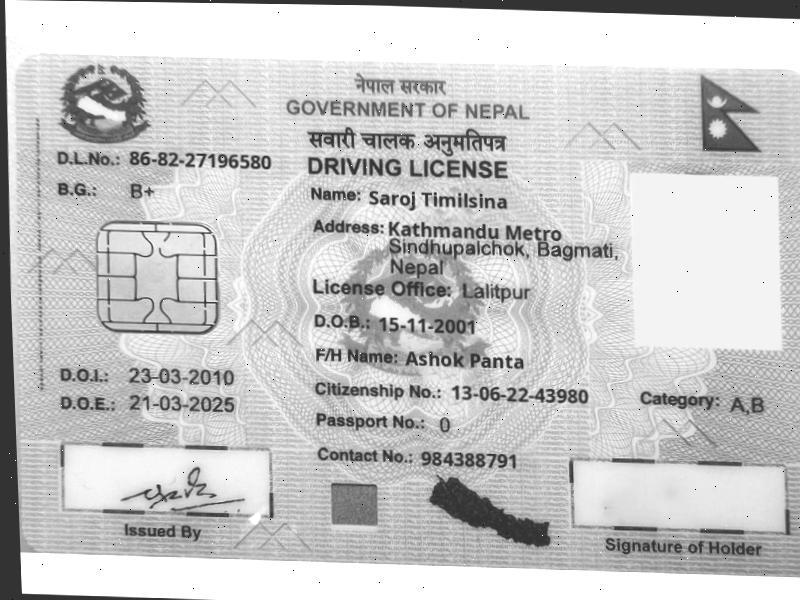 नेपाल सरकार
GOVERNMENT OF NEPAL
सवारी चालक अनुमतिपत्र
DRIVING LICENSE
D.L.No.: 86-82-27196580
B.G.: B+
Name: Saroj Timilsina
Address: Kathmandu Metro
Sindhupalchok, Bagmati,
Nepal
License Office: Lalitpur
D.O.B.: 15-11-2001
F/H Name: Ashok Panta
D.O.I.: 23-03-2010
D.O.E.: 21-03-2025
Citizenship No.: 13-06-22-43980
Category: A,B
Passport No.: 0
Contact No.: 984388791
Issued By
Signature of Holder